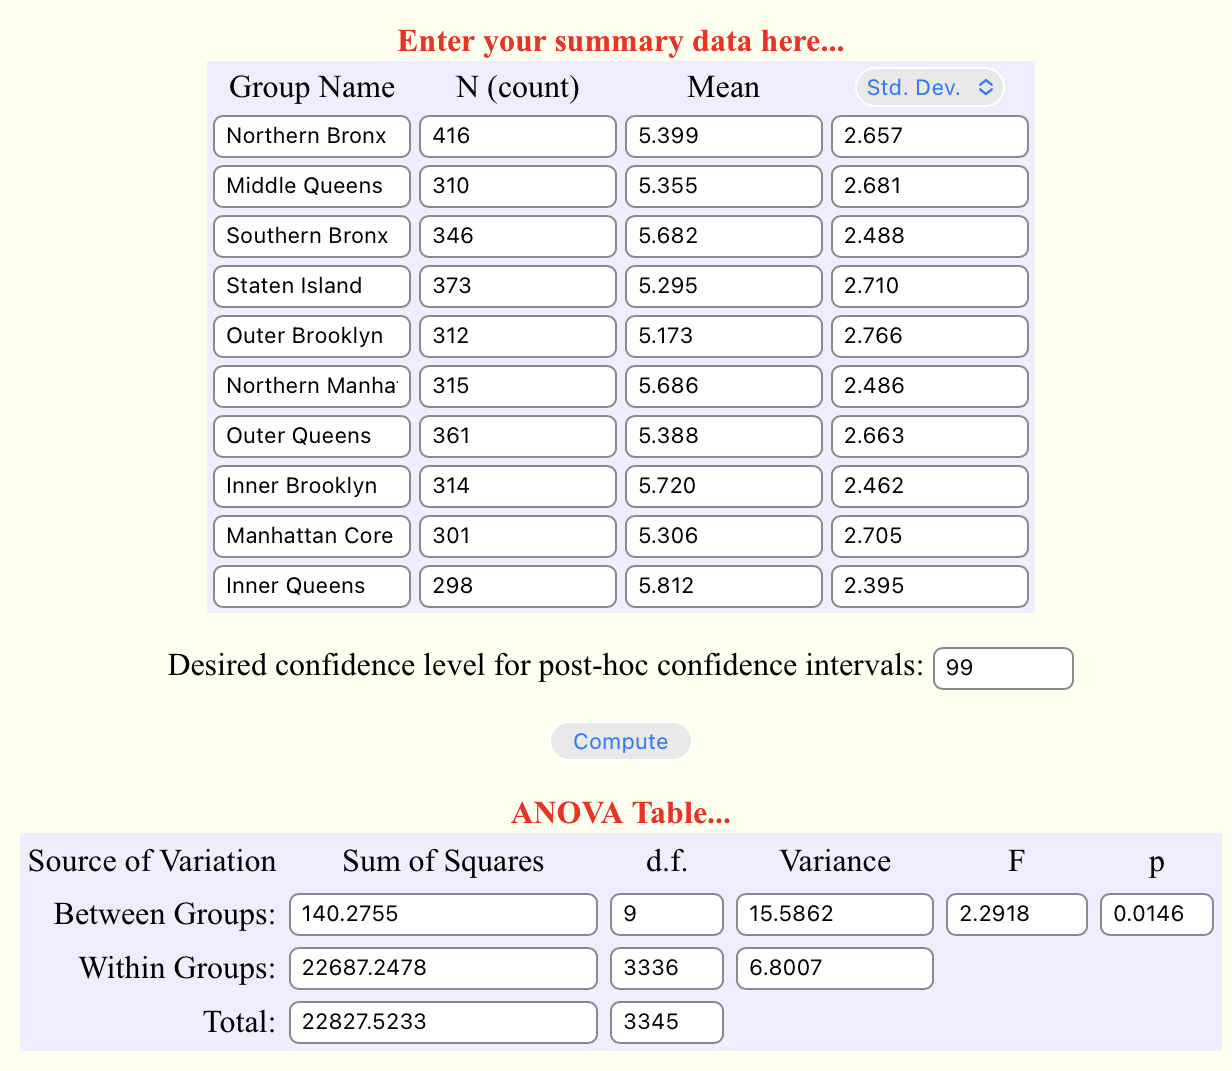 Enter your summary data here...
Group Name N (count) Mean Std. Dev.
Northern Bronx 416 5.399 2.657
Middle Queens 310 5.355 2.681
Southern Bronx 346 5.682 2.488
Staten Island 373 5.295 2.710
Outer Brooklyn 312 5.173 2.766
Northern Manha 315 5.686 2.486
Outer Queens 361 5.388 2.663
Inner Brooklyn 314 5.720 2.462
Manhattan Core 301 5.306 2.705
Inner Queens 298 5.812 2.395
Desired confidence level for post-hoc confidence intervals: 99
Compute
ANOVA Table...
Source of Variation Sum of Squares d.f. Variance F p
Between Groups: 140.2755 9 15.5862 2.2918 0.0146
Within Groups: 22687.2478 3336 6.8007
Total: 22827.5233 3345